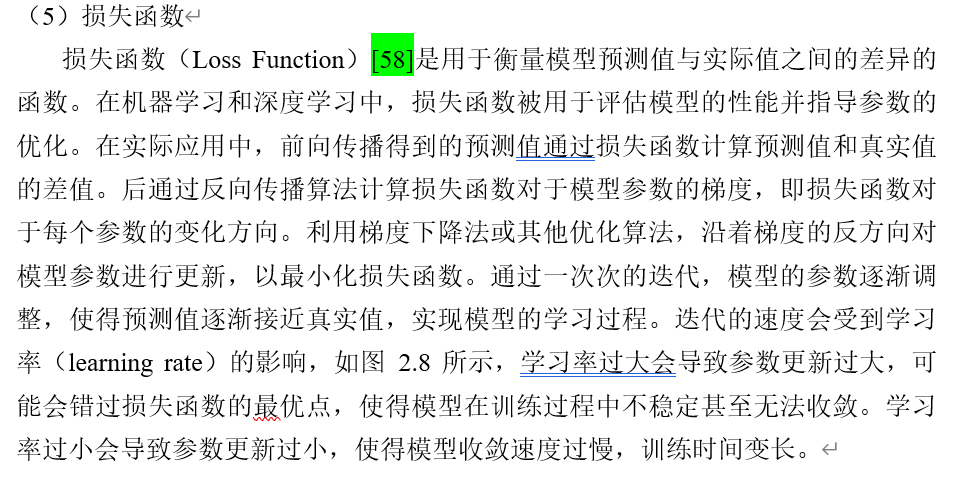 （5）损失函数
损失函数（Loss Function）[58]是用于衡量模型预测值与实际值之间的差异的
函数。在机器学习和深度学习中，损失函数被用于评估模型的性能并指导参数的
优化。在实际应用中，前向传播得到的预测值通过损失函数计算预测值和真实值
的差值。后通过反向传播算法计算损失函数对于模型参数的梯度，即损失函数对
于每个参数的变化方向。利用梯度下降法或其他优化算法，沿着梯度的反方向对
模型参数进行更新，以最小化损失函数。通过一次次的迭代，模型的参数逐渐调
整，使得预测值逐渐接近真实值，实现模型的学习过程。迭代的速度会受到学习
率（learning rate）的影响，如图 2.8 所示，学习率过大会导致参数更新过大，可
能会错过损失函数的最优点，使得模型在训练过程中不稳定甚至无法收敛。学习
率过小会导致参数更新过小，使得模型收敛速度过慢，训练时间变长。